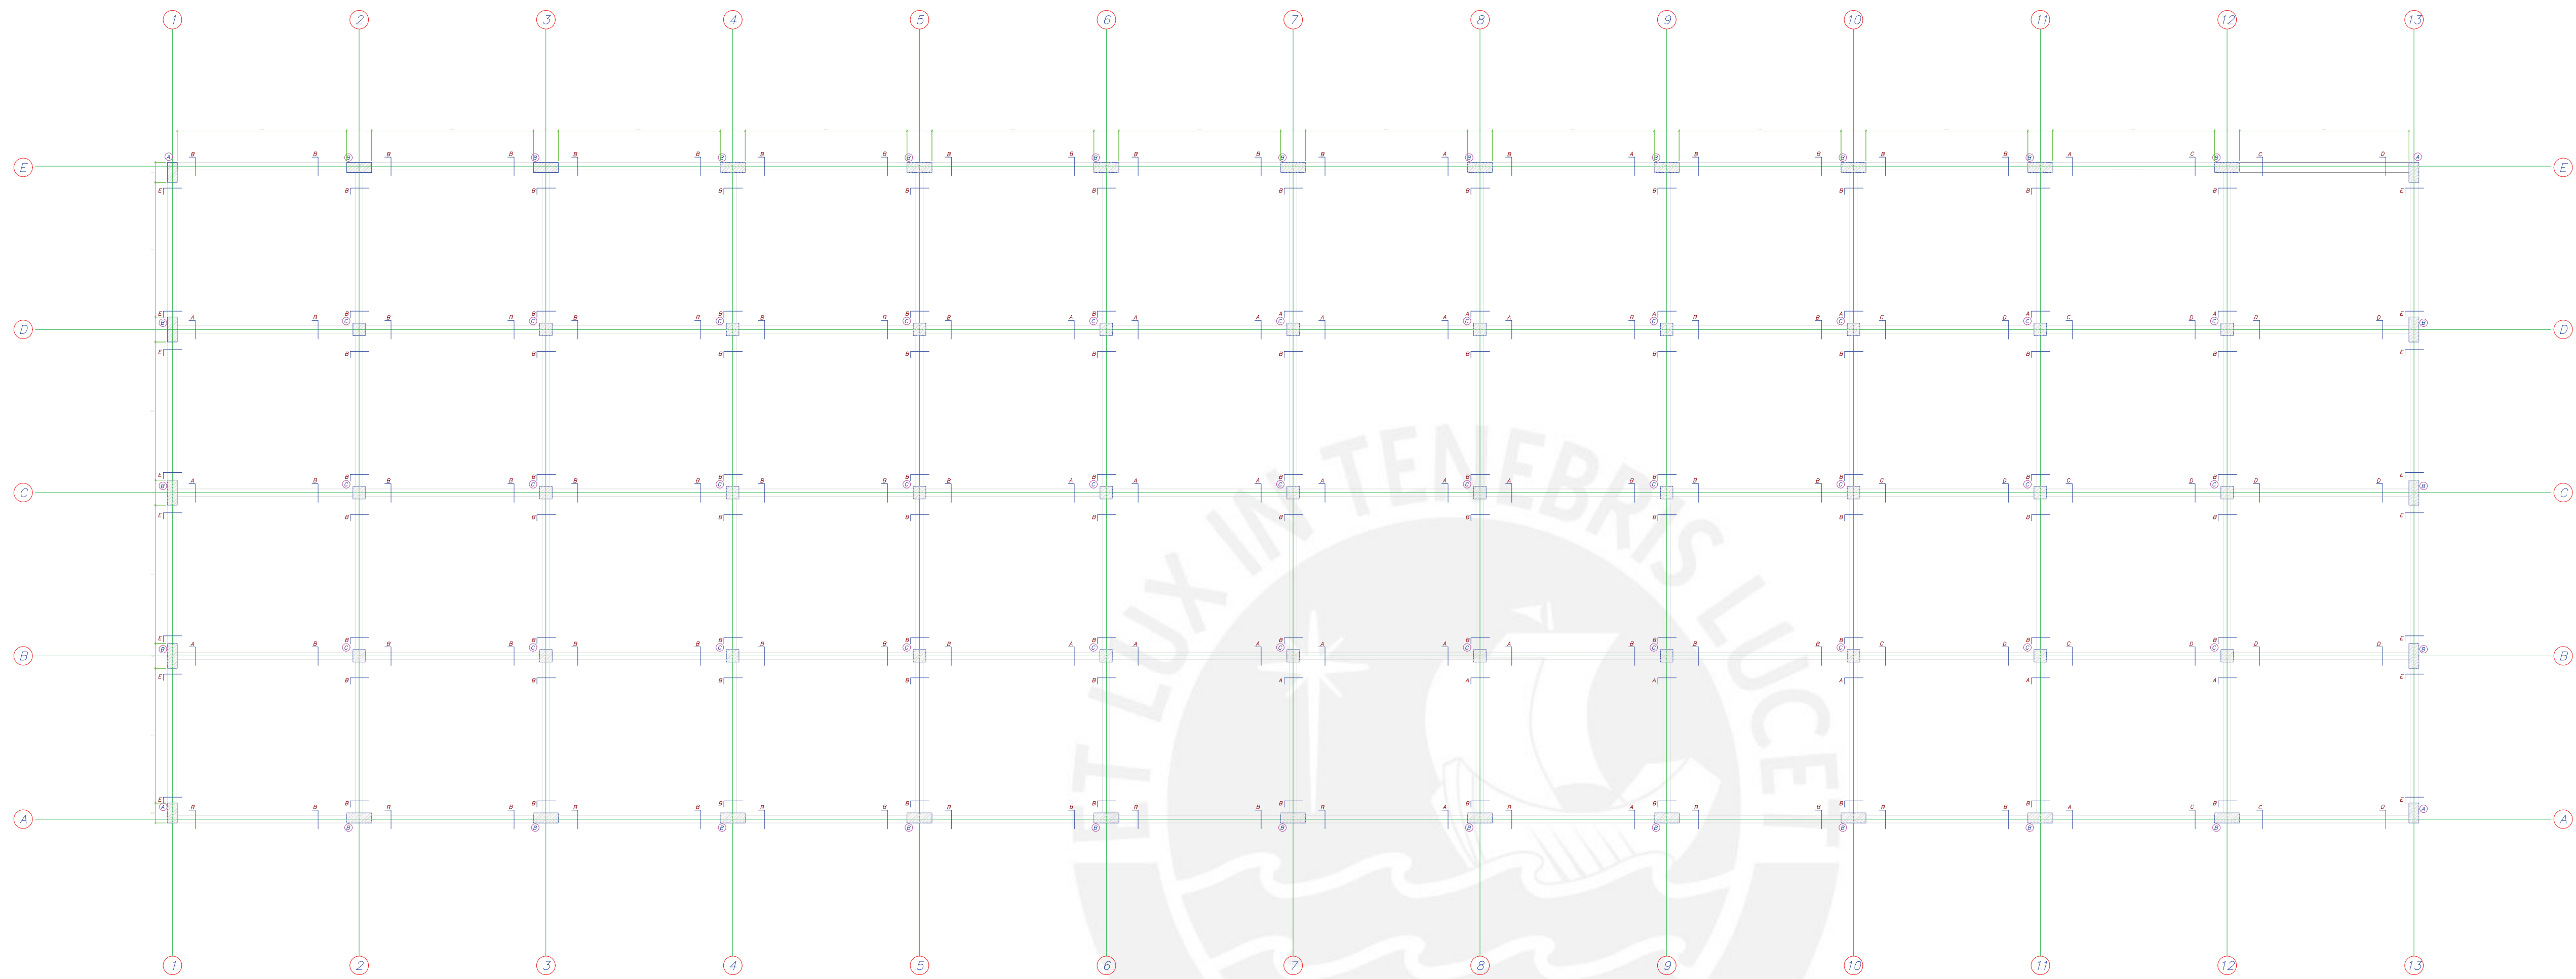 1 2 3 4 5 6 7 8 9 10 11 12 13
A B B B B B B B B B B B B B B B B B B B A B B A B B B B B B B A C B C D A
E E
E B B B B B B B B B B B E
E B B B B B A A A A A A E
B A B C B B C B B C B B C B A C A A C A A C A B C B B C C D C C D C D D B
D D
E B B B B B B B B B B B E
E B B B B B B B B B B B E
B A B C B B C B B C B B C B A C A A C A A C A B C B B C C D C C D C D D B
C C
E B B B B B B B B B B B E
E B B B B B B B B B B B E
B A B C B B C B B C B B C B A C A A C A A C A B C B B C C D C C D C D D B
B B
E B B B B B A A A A A A E
E B B B B B B B B B B B E
A B B B B B B B B B B B B B A B A B B B B A C C D A
A A
B B B B B B B B B B B
1 2 3 4 5 6 7 8 9 10 11 12 13
ET LUX IN TENEBRIS LUCET